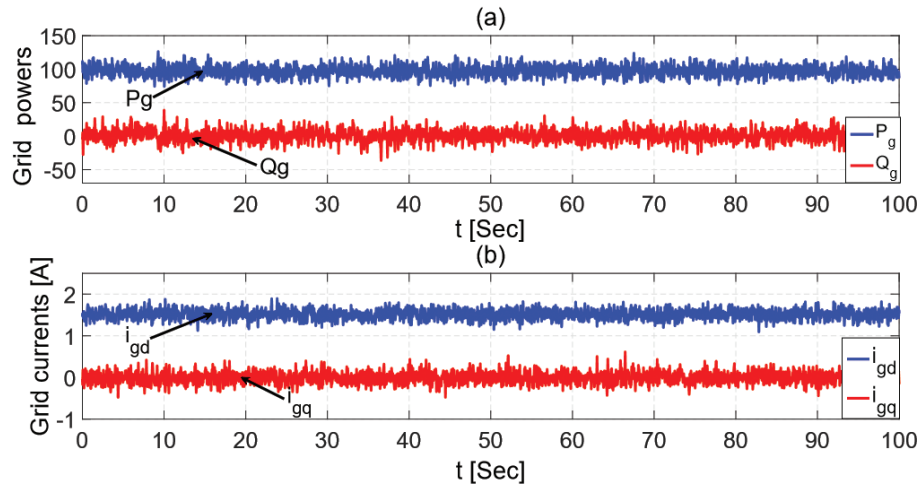 (a)
Grid powers
150
100
50
0
-50
Pg
Qg
P_g
Q_g
0 10 20 30 40 50 60 70 80 90 100
t [Sec]
(b)
Grid currents [A]
2
1
0
-1
i_gd
i_gq
i_gd
i_gq
0 10 20 30 40 50 60 70 80 90 100
t [Sec]